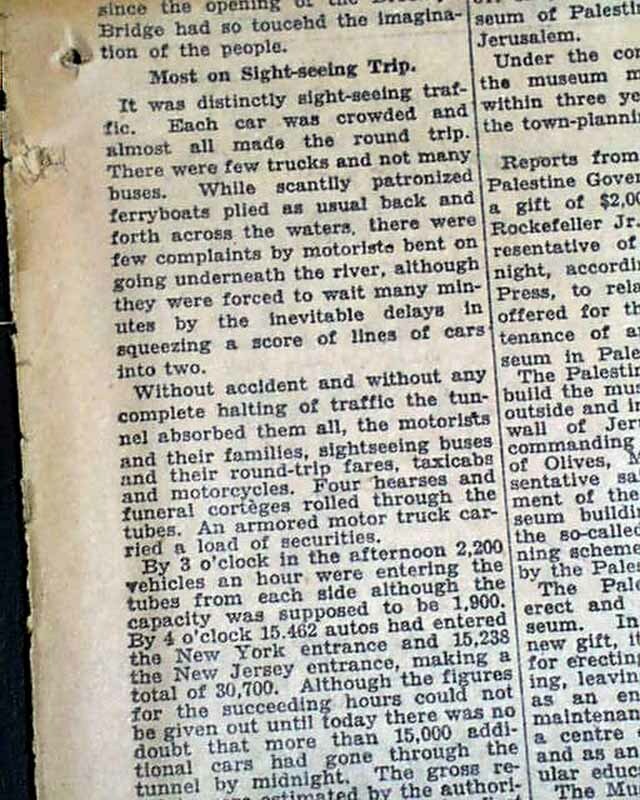 since the opening of the
Bridge had so toucehd the imagina-
tion of the people.
Most on Sight-seeing Trip.
It was distinctly sight-seeing traf-
fic. Each car was crowded and
almost all made the round trip.
There were few trucks and not many
buses. While scantily patronized
ferryboats plied as usual back and
forth across the waters, there were
few complaints by motorists bent on
going underneath the river, although
they were forced to wait many min-
utes by the inevitable delays in
squeezing a score of lines of cars
into two.
Without accident and without any
complete halting of traffic the tun-
nel absorbed them all, the motorists
and their families, sightseeing buses
and their round-trip fares, taxicabs
and motorcycles. Four hearses and
funeral cortèges rolled through the
tubes. An armored motor truck car-
ried a load of securities.
By 3 o'clock in the afternoon 2,200
vehicles an hour were entering the
tubes from each side although the
capacity was supposed to be 1,900.
By 4 o'clock 15.462 autos had entered
the New York entrance and 15,238
the New Jersey entrance, making a
total of 30,700. Although the figures
for the succeeding hours could not
be given out until today there was no
doubt that more than 15,000 addi-
tional cars had gone through the
tunnel by midnight. The gross re-
estimated by the authori-
seum of Palesti
Jerusalem.
Under the con
the museum m
within three ye
the town-planni
Reports from
Palestine Gover
a gift of $2,00
Rockefeller Jr.
resentative of
night, accordi
Press, to rela
offered for th
tenance of a
seum in Pale
The Palestin
build the mu
outside and i
wall of Jer
commanding
of Olives, M
sentative sa
ment of the
seum buildi
the so-called
ning scheme
by the Pales
The Pale
erect and
seum. In
new gift, it
for erecting
ing, leavin
as an en
maintenan
a centre
and as an
ular educ
The Mu